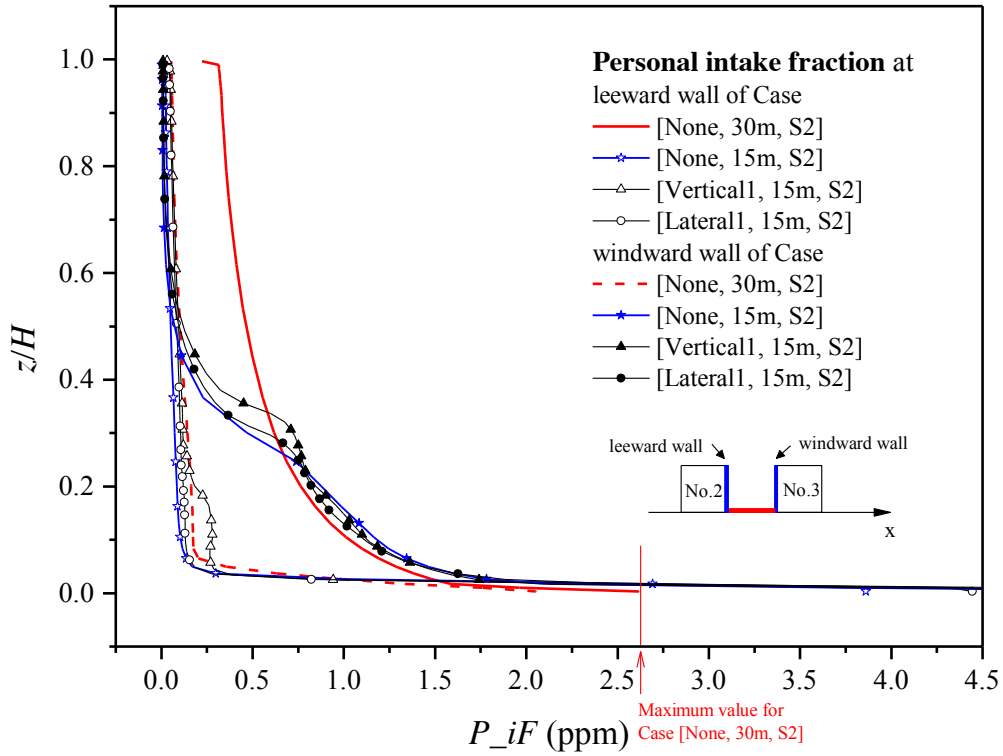 Personal intake fraction at
leeward wall of Case
[None, 30m, S2]
[None, 15m, S2]
[Vertical1, 15m, S2]
[Lateral1, 15m, S2]
windward wall of Case
[None, 30m, S2]
[None, 15m, S2]
[Vertical1, 15m, S2]
[Lateral1, 15m, S2]
leeward wall
windward wall
No.2
No.3
x
z/H
1.0
0.8
0.6
0.4
0.2
0.0
0.0 0.5 1.0 1.5 2.0 2.5 3.0 3.5 4.0 4.5
P_iF (ppm)
Maximum value for
Case [None, 30m, S2]